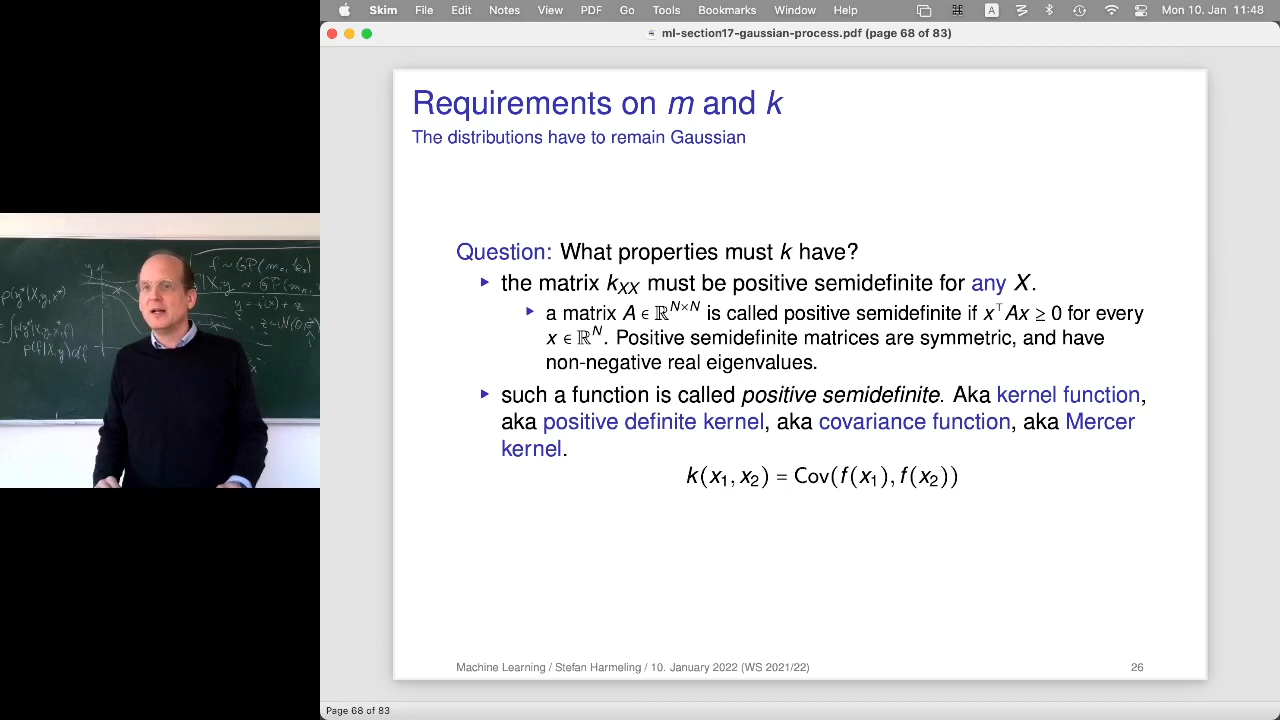 Skim File Edit Notes View PDF Go Tools Bookmarks Window Help A Mon 10. Jan 11:48
ml-section17-gaussian-process.pdf (page 68 of 83)
Requirements on m and k
The distributions have to remain Gaussian
Question: What properties must k have?
▸ the matrix k_XX must be positive semidefinite for any X.
▸ a matrix A ∈ ℝ^{N×N} is called positive semidefinite if x^⊤Ax ≥ 0 for every
x ∈ ℝ^N. Positive semidefinite matrices are symmetric, and have
non-negative real eigenvalues.
▸ such a function is called positive semidefinite. Aka kernel function,
aka positive definite kernel, aka covariance function, aka Mercer
kernel.
k(x₁, x₂) = Cov(f(x₁), f(x₂))
Machine Learning / Stefan Harmeling / 10. January 2022 (WS 2021/22) 26
Page 68 of 83